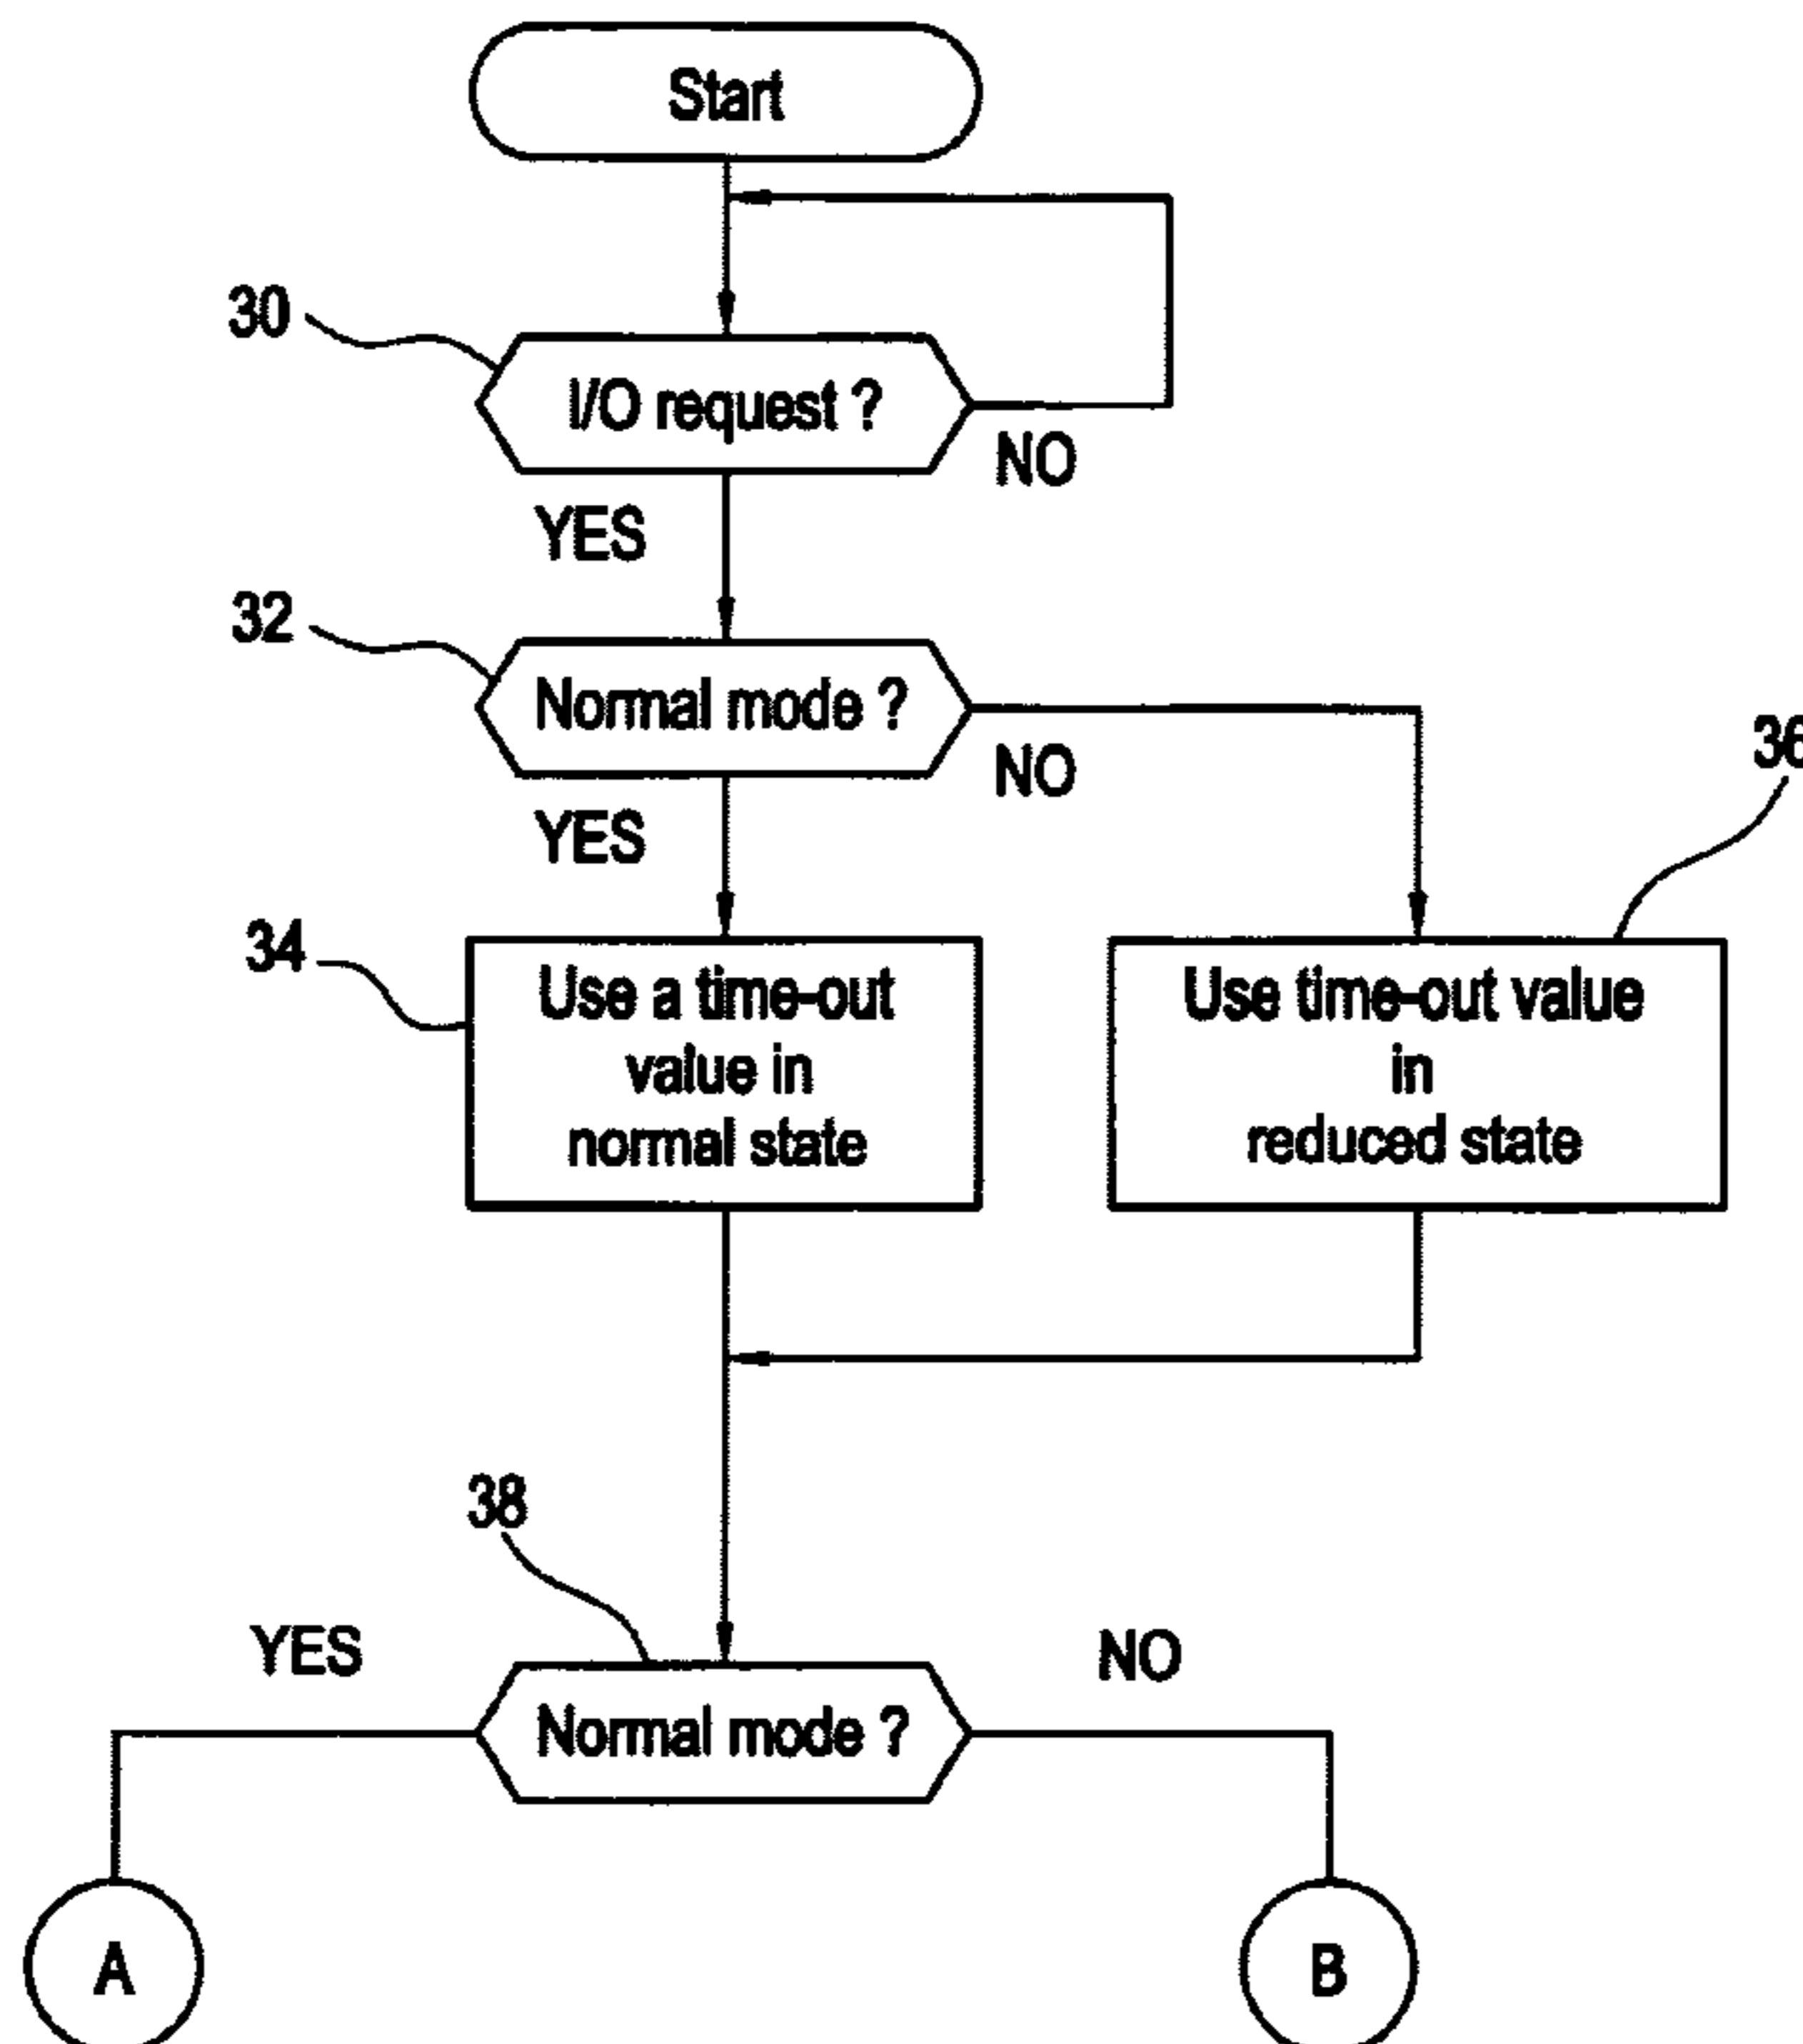 Start
30
I/O request ?
NO
YES
32
Normal mode ?
NO
36
YES
34
Use a time-out
value in
normal state
Use time-out value
in
reduced state
38
YES
NO
Normal mode ?
A
B